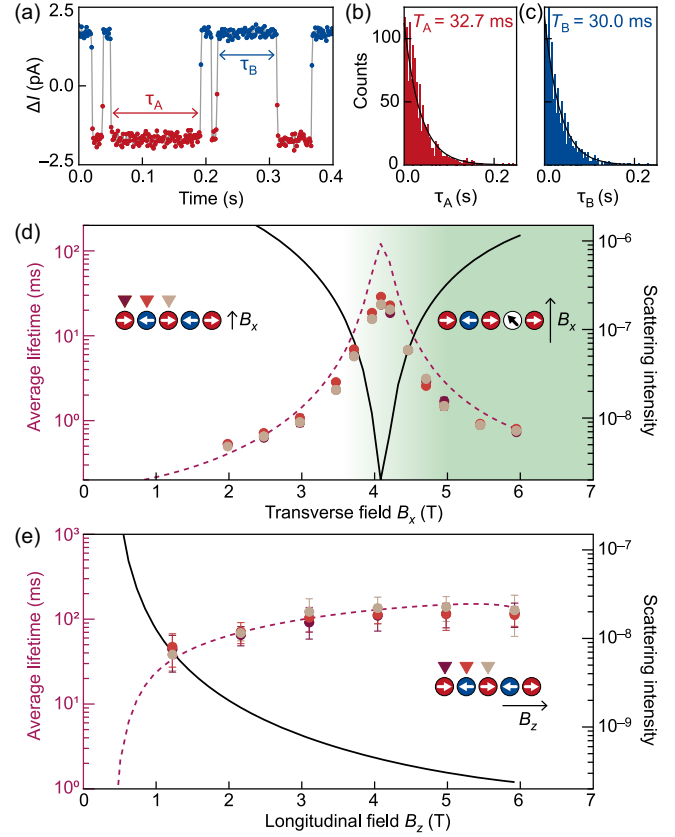 (a)
2.5
0.0
−2.5
ΔI (pA)
τA
τB
0.0 0.1 0.2 0.3 0.4
Time (s)
(b)
TA = 32.7 ms
100
50
0
Counts
0.0 0.2
τA (s)
(c)
TB = 30.0 ms
0.0 0.2
τB (s)
(d)
Average lifetime (ms)
10²
10¹
10⁰
Bx
Bx
10⁻⁶
10⁻⁷
10⁻⁸
Scattering intensity
0 1 2 3 4 5 6 7
Transverse field Bx (T)
(e)
Average lifetime (ms)
10³
10²
10¹
10⁰
Bz
10⁻⁷
10⁻⁸
10⁻⁹
Scattering intensity
0 1 2 3 4 5 6 7
Longitudinal field Bz (T)